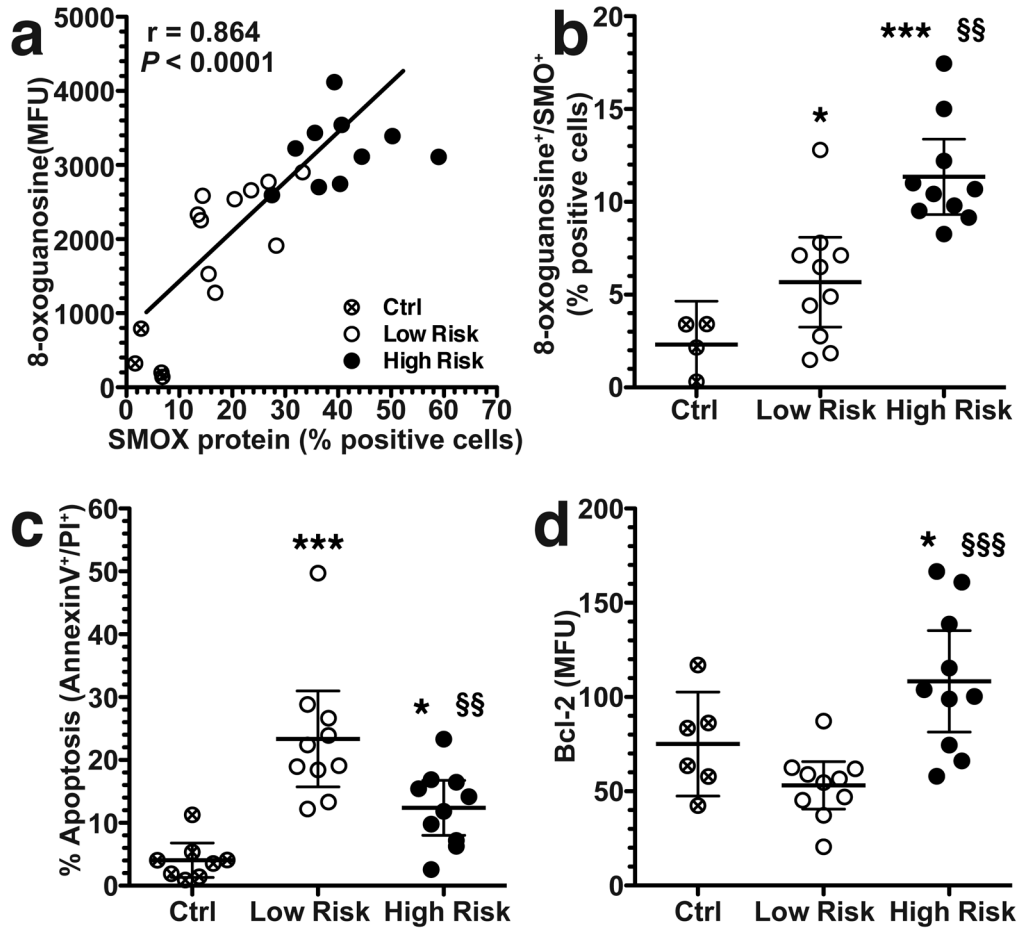 a
r = 0.864
P < 0.0001
8-oxoguanosine(MFU)
5000
4000
3000
2000
1000
0
Ctrl
Low Risk
High Risk
0 10 20 30 40 50 60 70
SMOX protein (% positive cells)
b
8-oxoguanosine⁺/SMO⁺
(% positive cells)
20
15
10
5
0
*
*** §§
Ctrl Low Risk High Risk
c
% Apoptosis (AnnexinV⁺/PI⁺)
60
50
40
30
20
10
0
***
* §§
Ctrl Low Risk High Risk
d
Bcl-2 (MFU)
200
150
100
50
0
* §§§
Ctrl Low Risk High Risk